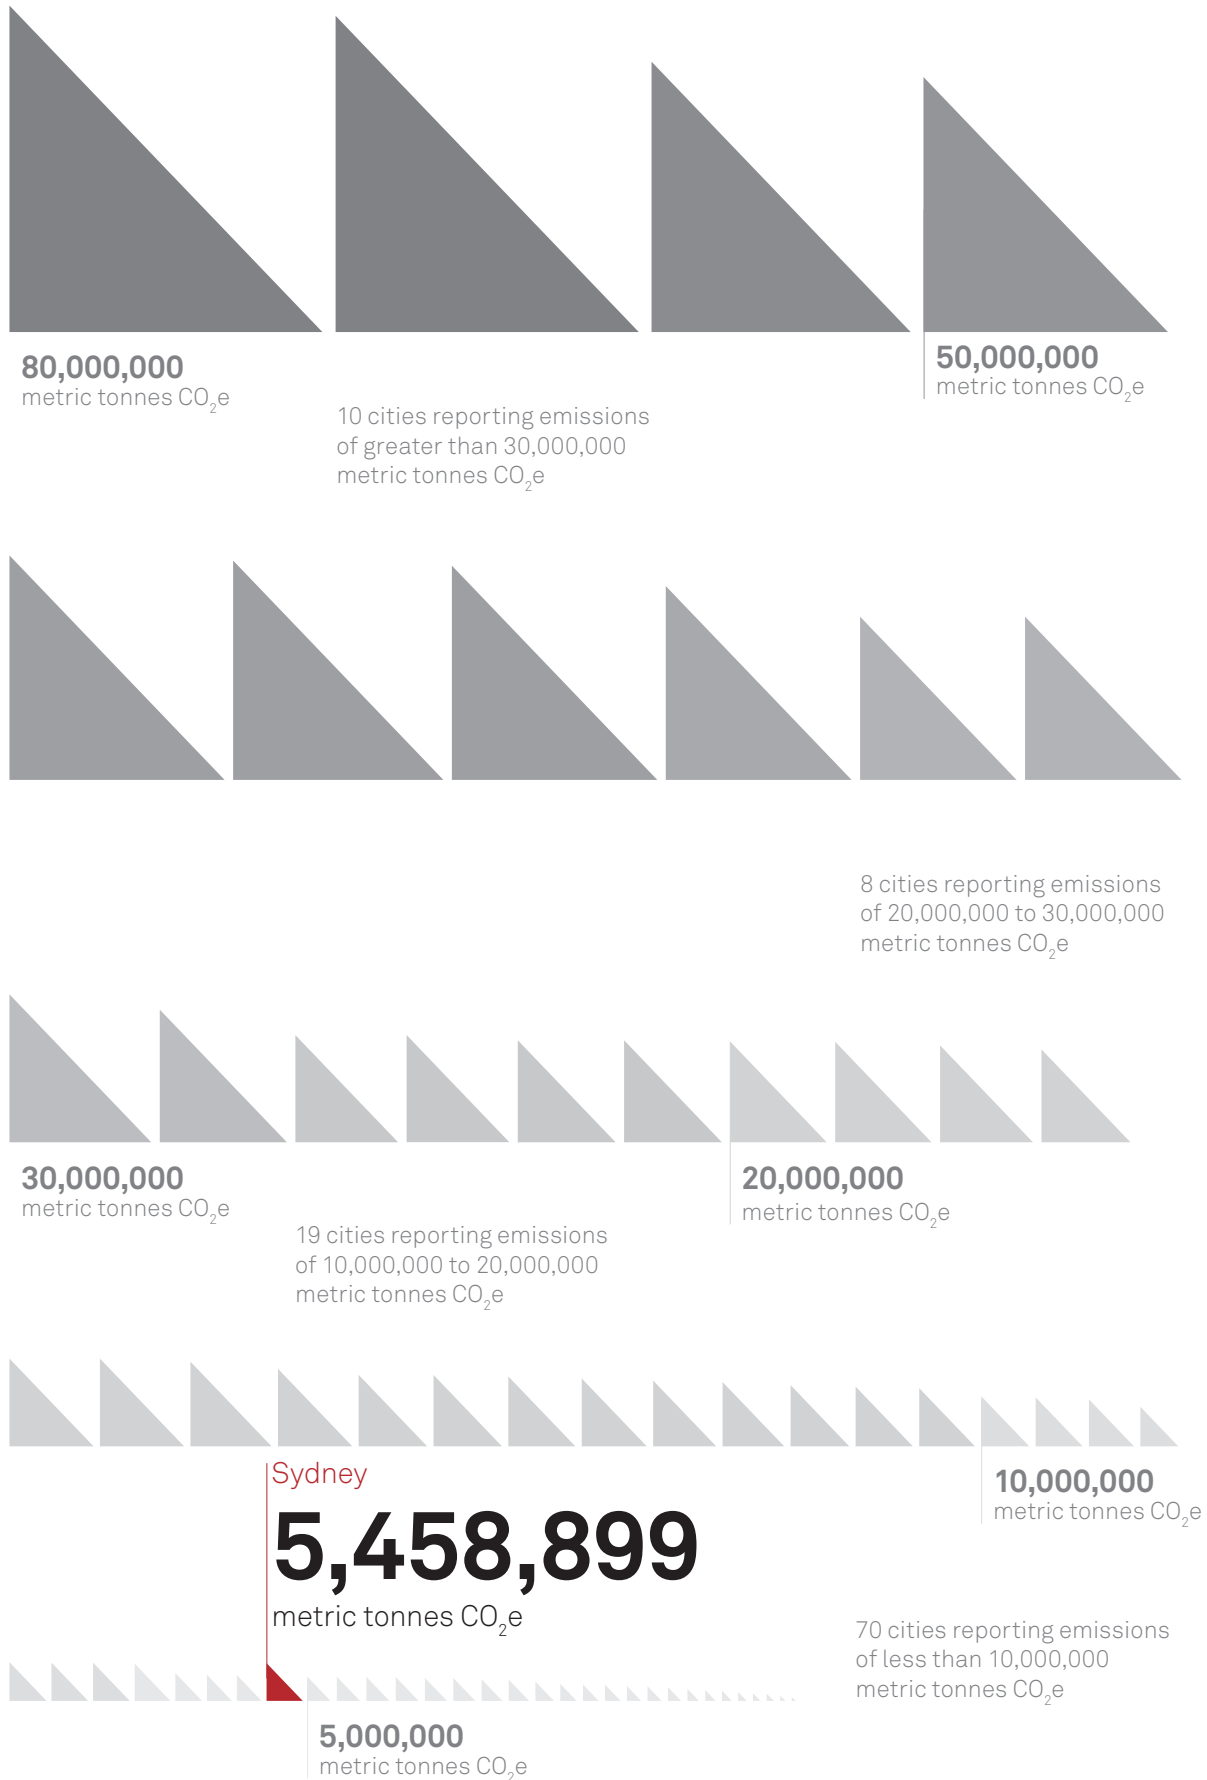 80,000,000
metric tonnes CO₂e
50,000,000
metric tonnes CO₂e
10 cities reporting emissions
of greater than 30,000,000
metric tonnes CO₂e
8 cities reporting emissions
of 20,000,000 to 30,000,000
metric tonnes CO₂e
30,000,000
metric tonnes CO₂e
20,000,000
metric tonnes CO₂e
19 cities reporting emissions
of 10,000,000 to 20,000,000
metric tonnes CO₂e
Sydney
5,458,899
metric tonnes CO₂e
10,000,000
metric tonnes CO₂e
70 cities reporting emissions
of less than 10,000,000
metric tonnes CO₂e
5,000,000
metric tonnes CO₂e